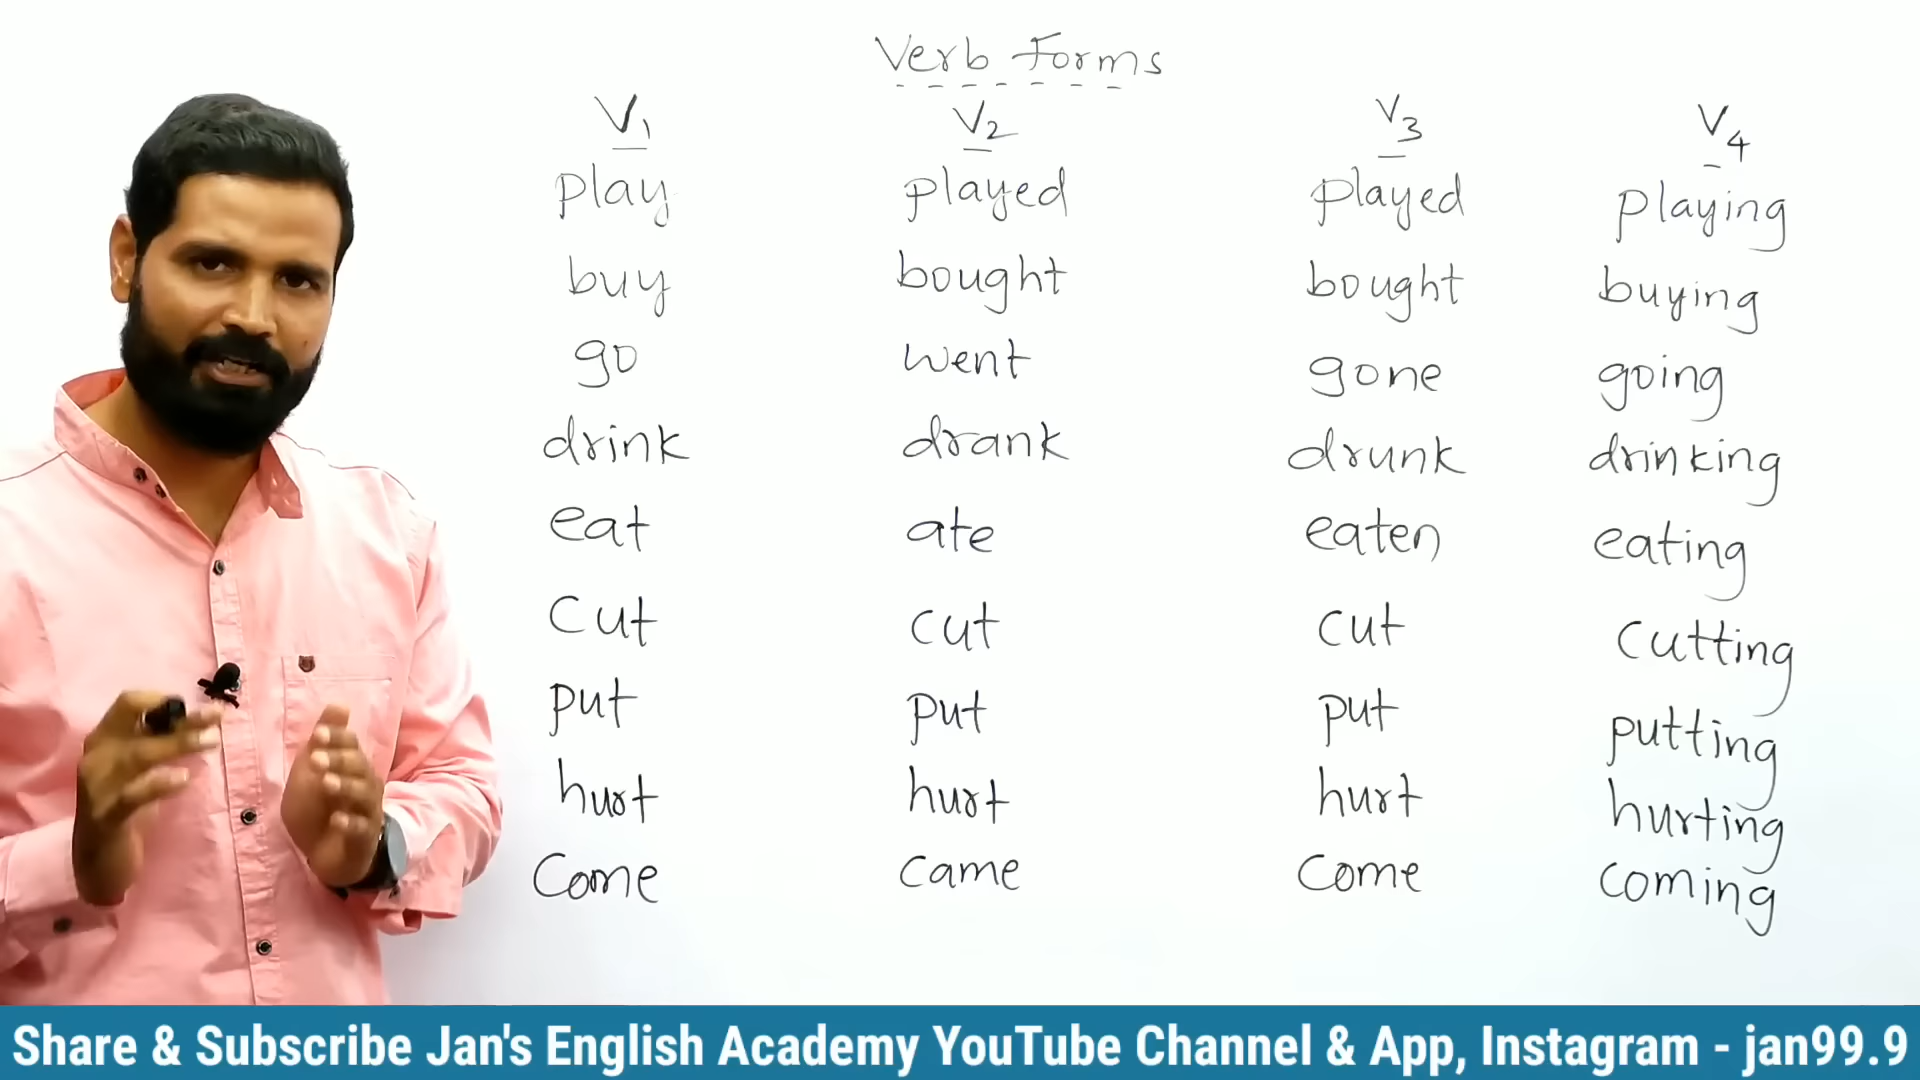 Verb Forms
V1 V2 V3 V4
play played played playing
buy bought bought buying
go went gone going
drink drank drunk drinking
eat ate eaten eating
cut cut cut cutting
put put put putting
hurt hurt hurt hurting
Come came come coming
Share & Subscribe Jan's English Academy YouTube Channel & App, Instagram - jan99.9